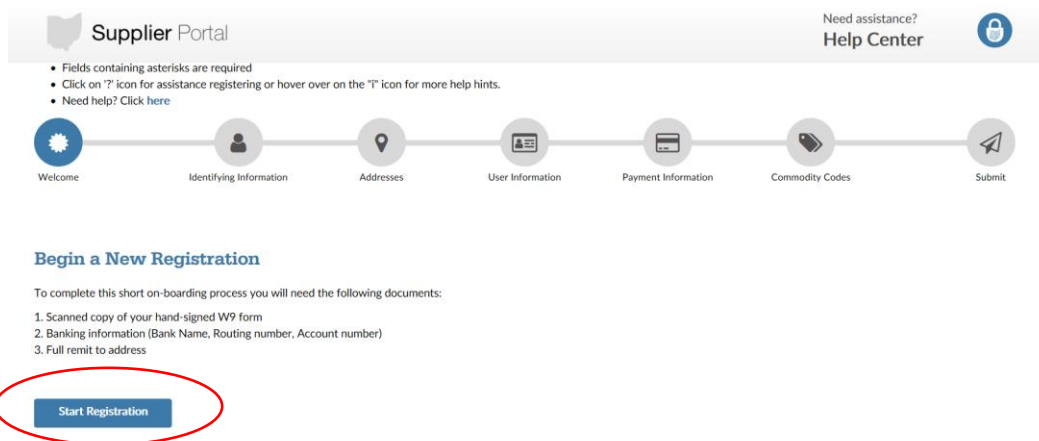 Supplier Portal
Need assistance?
Help Center
• Fields containing asterisks are required
• Click on '?' icon for assistance registering or hover over on the "i" icon for more help hints.
• Need help? Click here
Welcome
Identifying Information
Addresses
User Information
Payment Information
Commodity Codes
Submit
Begin a New Registration
To complete this short on-boarding process you will need the following documents:
1. Scanned copy of your hand-signed W9 form
2. Banking information (Bank Name, Routing number, Account number)
3. Full remit to address
Start Registration